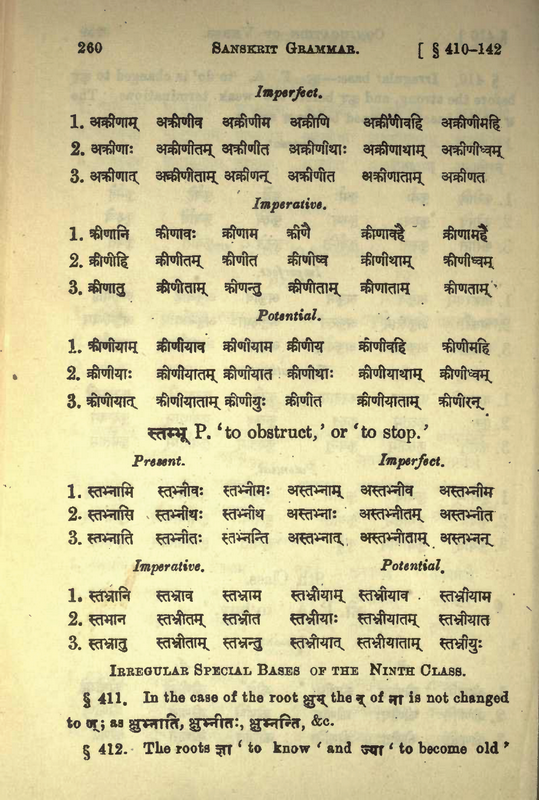 260 SANSKRIT GRAMMAR. [ § 410-142
Imperfect.
1. अक्रीणाम् अक्रीणीव अक्रीणीम अक्रीणि अक्रीणीवहि अक्रीणीमहि
2. अक्रीणाः अक्रीणीतम् अक्रीणीत अक्रीणीथाः अक्रीणाथाम् अक्रीणीध्वम्
3. अक्रीणात् अक्रीणीताम् अक्रीणन् अक्रीणीत अक्रीणाताम् अक्रीणत
Imperative.
1. क्रीणानि क्रीणावः क्रीणाम क्रीणै क्रीणावहै क्रीणामहै
2. क्रीणीहि क्रीणीतम् क्रीणीत क्रीणीष्व क्रीणीथाम् क्रीणीध्वम्
3. क्रीणातु क्रीणीताम् क्रीणन्तु क्रीणीताम् क्रीणाताम् क्रीणताम्
Potential.
1. क्रीणीयाम् क्रीणीयाव क्रीणीयाम क्रीणीय क्रीणीवहि क्रीणीमहि
2. क्रीणीयाः क्रीणीयातम् क्रीणीयात क्रीणीथाः क्रीणीयाथाम् क्रीणीध्वम्
3. क्रीणीयात् क्रीणीयाताम् क्रीणीयुः क्रीणीत क्रीणीयाताम् क्रीणीरन्
स्तम्भू P. ‘to obstruct,’ or ‘to stop.’
Present. Imperfect.
1. स्तभ्नामि स्तभ्नीवः स्तभ्नीमः अस्तभ्नाम् अस्तभ्नीव अस्तभ्नीम
2. स्तभ्नासि स्तभ्नीथः स्तभ्नीथ अस्तभ्नाः अस्तभ्नीतम् अस्तभ्नीत
3. स्तभ्नाति स्तभ्नीतः स्तभ्नन्ति अस्तभ्नात् अस्तभ्नीताम् अस्तभ्नन्
Imperative. Potential.
1. स्तभ्नानि स्तभ्नाव स्तभ्नाम स्तभ्नीयाम् स्तभ्नीयाव स्तभ्नीयाम
2. स्तभान स्तभ्नीतम् स्तभ्नीत स्तभ्नीयाः स्तभ्नीयातम् स्तभ्नीयात
3. स्तभ्नातु स्तभ्नीताम् स्तभ्नन्तु स्तभ्नीयात् स्तभ्नीयाताम् स्तभ्नीयुः
IRREGULAR SPECIAL BASES OF THE NINTH CLASS.
§ 411. In the case of the root क्षुभ् the न् of ना is not changed
to ण्; as क्षुभ्नाति, क्षुभ्नीतः, क्षुभ्नन्ति, &c.
§ 412. The roots ज्ञा ‘ to know ‘ and ज्या ‘ to become old ’